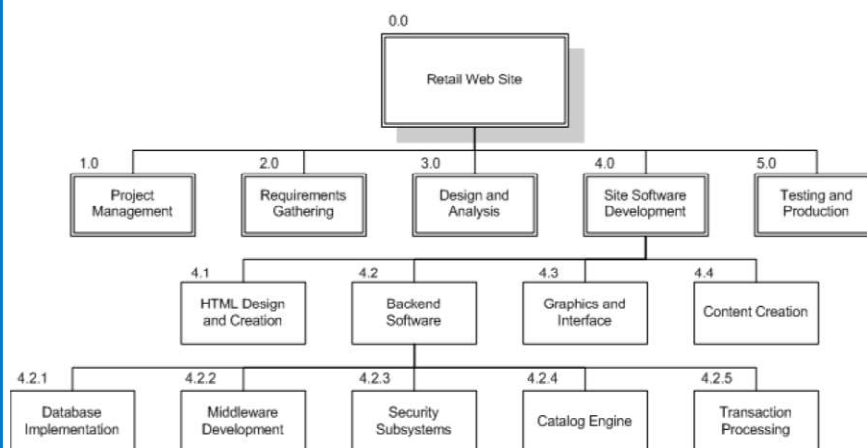 0.0
Retail Web Site
1.0
2.0
3.0
4.0
5.0
Project
Management
Requirements
Gathering
Design and
Analysis
Site Software
Development
Testing and
Production
4.1
4.2
4.3
4.4
HTML Design
and Creation
Backend
Software
Graphics and
Interface
Content Creation
4.2.1
4.2.2
4.2.3
4.2.4
4.2.5
Database
Implementation
Middleware
Development
Security
Subsystems
Catalog Engine
Transaction
Processing